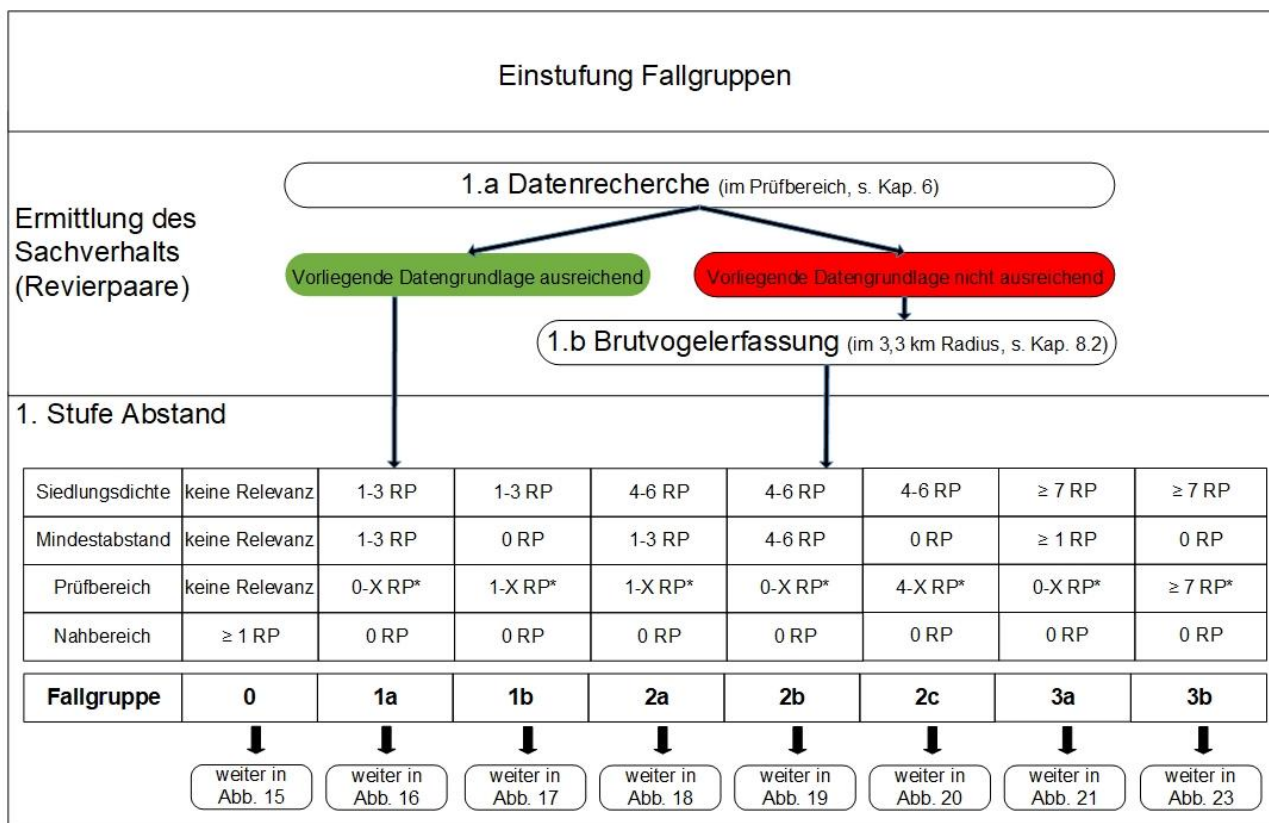 Einstufung Fallgruppen
Ermittlung des
Sachverhalts
(Revierpaare)
1.a Datenrecherche (im Prüfbereich, s. Kap. 6)
Vorliegende Datengrundlage ausreichend
Vorliegende Datengrundlage nicht ausreichend
1.b Brutvogelerfassung (im 3,3 km Radius, s. Kap. 8.2)
1. Stufe Abstand
Siedlungsdichte keine Relevanz 1-3 RP 1-3 RP 4-6 RP 4-6 RP 4-6 RP ≥ 7 RP ≥ 7 RP
Mindestabstand keine Relevanz 1-3 RP 0 RP 1-3 RP 4-6 RP 0 RP ≥ 1 RP 0 RP
Prüfbereich keine Relevanz 0-X RP* 1-X RP* 1-X RP* 0-X RP* 4-X RP* 0-X RP* ≥ 7 RP*
Nahbereich ≥ 1 RP 0 RP 0 RP 0 RP 0 RP 0 RP 0 RP 0 RP
Fallgruppe 0 1a 1b 2a 2b 2c 3a 3b
weiter in weiter in weiter in weiter in weiter in weiter in weiter in weiter in
Abb. 15 Abb. 16 Abb. 17 Abb. 18 Abb. 19 Abb. 20 Abb. 21 Abb. 23